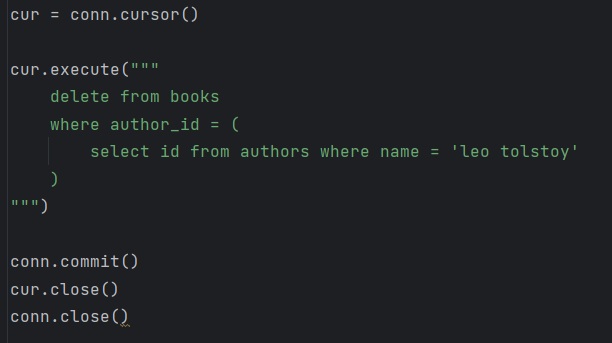 cur = conn.cursor()
cur.execute("""
delete from books
where author_id = (
select id from authors where name = 'leo tolstoy'
)
""")
conn.commit()
cur.close()
conn.close()